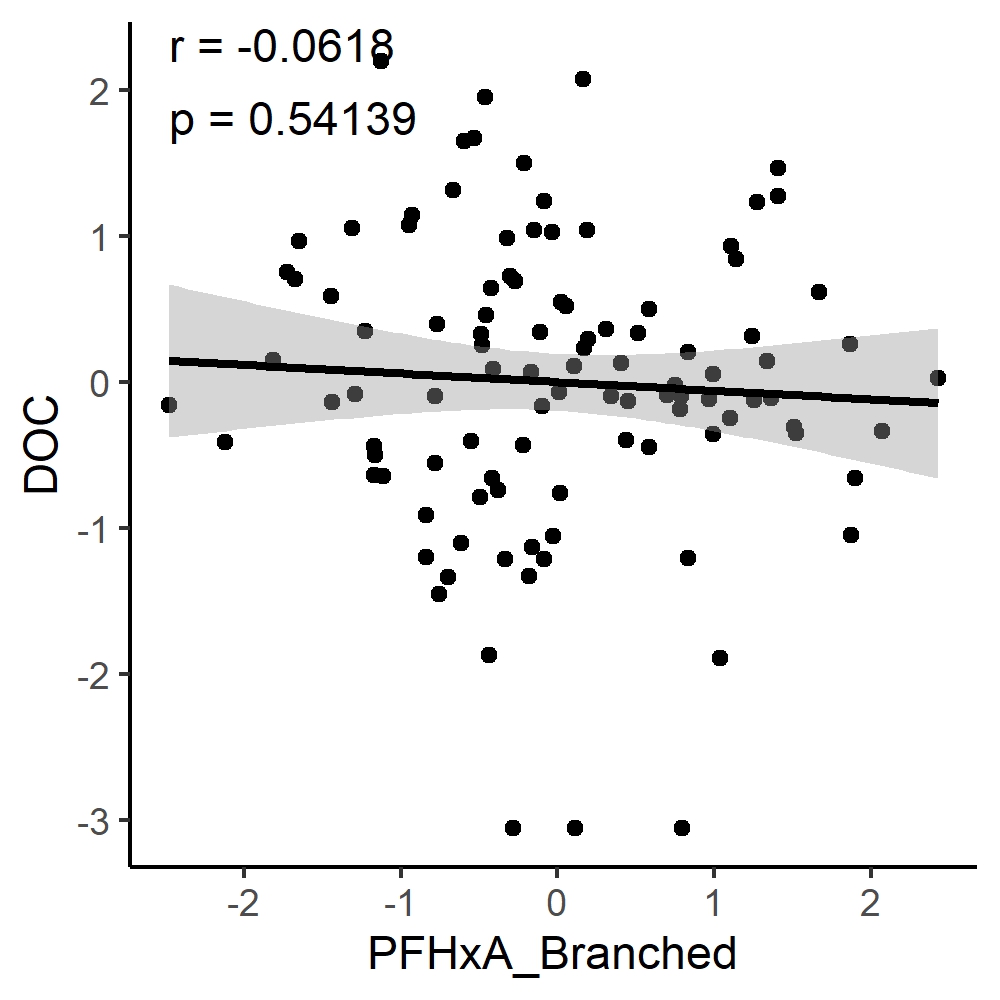 r = -0.0618
p = 0.54139
2
1
0
-1
-2
-3
DOC
-2 -1 0 1 2
PFHxA_Branched